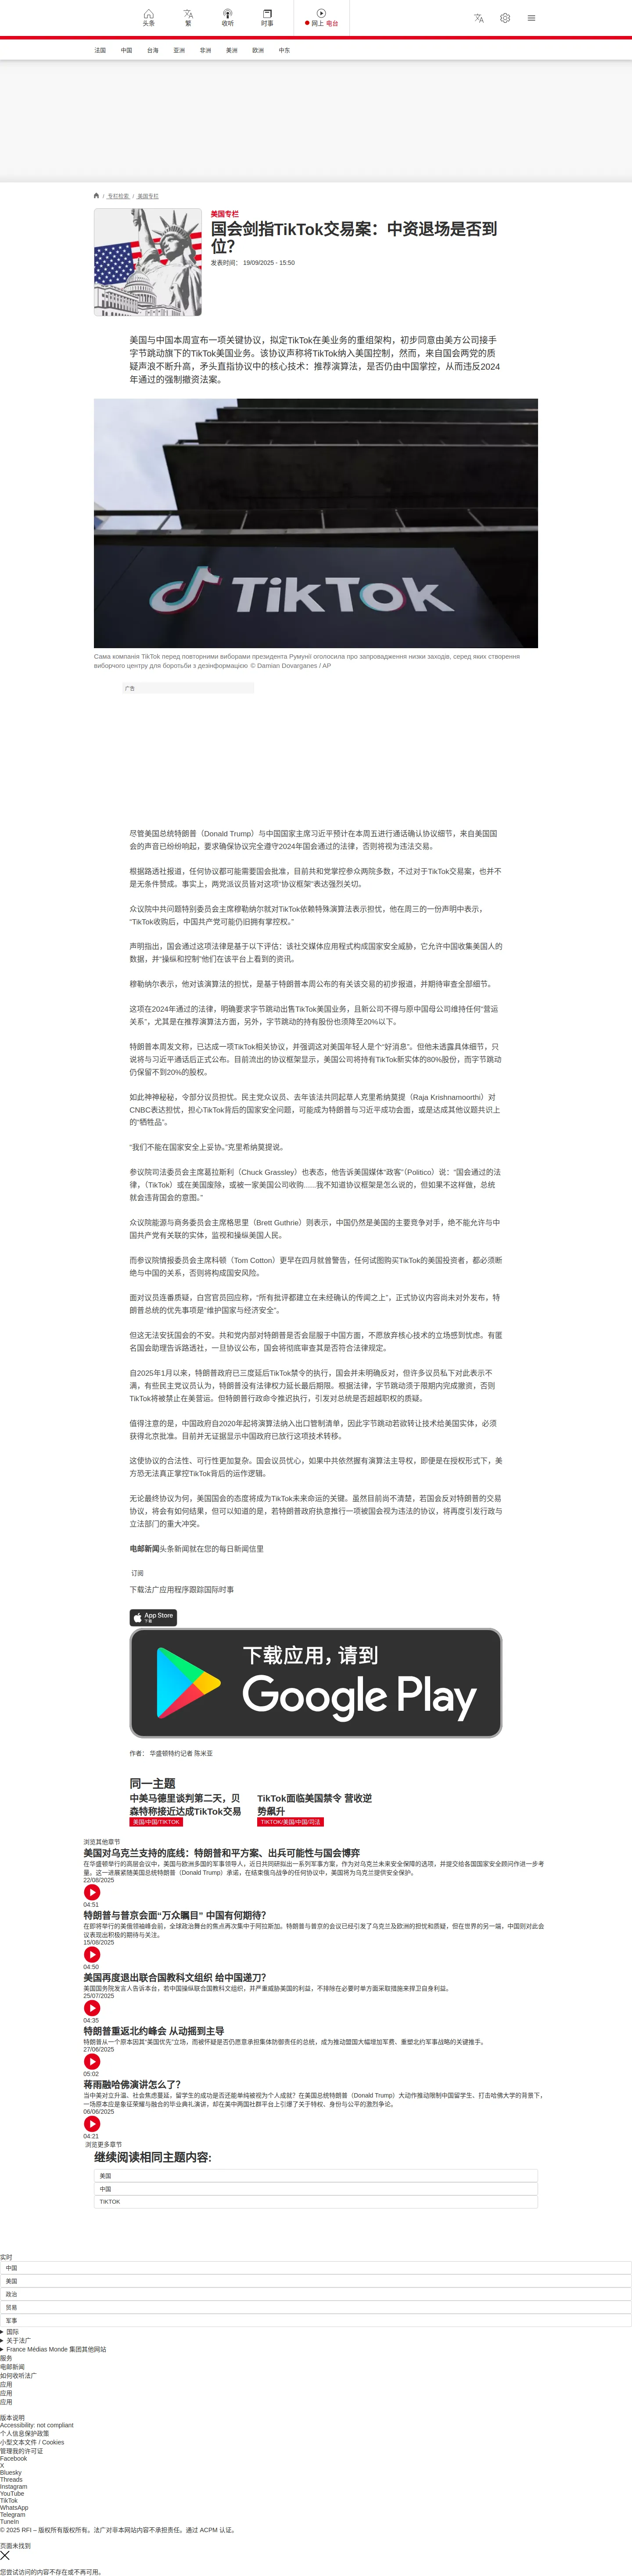 头条
繁
收听
时事
网上 电台
法国
中国
台海
亚洲
非洲
美洲
欧洲
中东
/ 专栏检索 / 美国专栏
美国专栏
国会剑指TikTok交易案：中资退场是否到
位？
发表时间： 19/09/2025 - 15:50
美国与中国本周宣布一项关键协议，拟定TikTok在美业务的重组架构，初步同意由美方公司接手
字节跳动旗下的TikTok美国业务。该协议声称将TikTok纳入美国控制，然而，来自国会两党的质
疑声浪不断升高，矛头直指协议中的核心技术：推荐演算法，是否仍由中国掌控，从而违反2024
年通过的强制撤资法案。
TikTok
Сама компанія TikTok перед повторними виборами президента Румунії оголосила про запровадження низки заходів, серед яких створення
виборчого центру для боротьби з дезінформацією © Damian Dovarganes / AP
广告
尽管美国总统特朗普（Donald Trump）与中国国家主席习近平预计在本周五进行通话确认协议细节，来自美国国
会的声音已纷纷响起，要求确保协议完全遵守2024年国会通过的法律，否则将视为违法交易。
根据路透社报道，任何协议都可能需要国会批准，目前共和党掌控参众两院多数，不过对于TikTok交易案，也并不
是无条件赞成。事实上，两党派议员皆对这项“协议框架”表达强烈关切。
众议院中共问题特别委员会主席穆勒纳尔就对TikTok依赖特殊演算法表示担忧，他在周三的一份声明中表示，
“TikTok收购后，中国共产党可能仍旧拥有掌控权。”
声明指出，国会通过这项法律是基于以下评估：该社交媒体应用程式构成国家安全威胁，它允许中国收集美国人的
数据，并“操纵和控制”他们在该平台上看到的资讯。
穆勒纳尔表示，他对该演算法的担忧，是基于特朗普本周公布的有关该交易的初步报道，并期待审查全部细节。
这项在2024年通过的法律，明确要求字节跳动出售TikTok美国业务，且新公司不得与原中国母公司维持任何“营运
关系”，尤其是在推荐演算法方面，另外，字节跳动的持有股份也须降至20%以下。
特朗普本周发文称，已达成一项TikTok相关协议，并强调这对美国年轻人是个“好消息”。但他未透露具体细节，只
说将与习近平通话后正式公布。目前流出的协议框架显示，美国公司将持有TikTok新实体的80%股份，而字节跳动
仍保留不到20%的股权。
如此神神秘秘，令部分议员担忧。民主党众议员、去年该法共同起草人克里希纳莫提（Raja Krishnamoorthi）对
CNBC表达担忧，担心TikTok背后的国家安全问题，可能成为特朗普与习近平成功会面，或是达成其他议题共识上
的“牺牲品”。
“我们不能在国家安全上妥协。”克里希纳莫提说。
参议院司法委员会主席葛拉斯利（Chuck Grassley）也表态，他告诉美国媒体“政客”（Politico）说：“国会通过的法
律，（TikTok）或在美国废除，或被一家美国公司收购......我不知道协议框架是怎么说的，但如果不这样做，总统
就会违背国会的意图。”
众议院能源与商务委员会主席格思里（Brett Guthrie）则表示，中国仍然是美国的主要竞争对手，绝不能允许与中
国共产党有关联的实体，监视和操纵美国人民。
而参议院情报委员会主席科顿（Tom Cotton）更早在四月就曾警告，任何试图购买TikTok的美国投资者，都必须断
绝与中国的关系，否则将构成国安风险。
面对议员连番质疑，白宫官员回应称，“所有批评都建立在未经确认的传闻之上”，正式协议内容尚未对外发布，特
朗普总统的优先事项是“维护国家与经济安全”。
但这无法安抚国会的不安。共和党内部对特朗普是否会屈服于中国方面，不愿放弃核心技术的立场感到忧虑。有匿
名国会助理告诉路透社，一旦协议公布，国会将彻底审查其是否符合法律规定。
自2025年1月以来，特朗普政府已三度延后TikTok禁令的执行，国会并未明确反对，但许多议员私下对此表示不
满，有些民主党议员认为，特朗普没有法律权力延长最后期限。根据法律，字节跳动须于限期内完成撤资，否则
TikTok将被禁止在美营运。但特朗普行政命令推迟执行，引发对总统是否超越职权的质疑。
值得注意的是，中国政府自2020年起将演算法纳入出口管制清单，因此字节跳动若欲转让技术给美国实体，必须
获得北京批准。目前并无证据显示中国政府已放行这项技术转移。
这使协议的合法性、可行性更加复杂。国会议员忧心，如果中共依然握有演算法主导权，即便是在授权形式下，美
方恐无法真正掌控TikTok背后的运作逻辑。
无论最终协议为何，美国国会的态度将成为TikTok未来命运的关键。虽然目前尚不清楚，若国会反对特朗普的交易
协议，将会有如何结果，但可以知道的是，若特朗普政府执意推行一项被国会视为违法的协议，将再度引发行政与
立法部门的重大冲突。
电邮新闻头条新闻就在您的每日新闻信里
订阅
下载法广应用程序跟踪国际时事
App Store
下载
下载应用，请到
Google Play
作者： 华盛顿特约记者 陈米亚
同一主题
中美马德里谈判第二天，贝
森特称接近达成TikTok交易
美国/中国/TIKTOK
TikTok面临美国禁令 营收逆
势飙升
TIKTOK/美国/中国/司法
浏览其他章节
美国对乌克兰支持的底线：特朗普和平方案、出兵可能性与国会博弈
在华盛顿举行的高层会议中，美国与欧洲多国的军事领导人，近日共同研拟出一系列军事方案，作为对乌克兰未来安全保障的选项，并提交给各国国家安全顾问作进一步考
量。这一进展紧随美国总统特朗普（Donald Trump）承诺，在结束俄乌战争的任何协议中，美国将为乌克兰提供安全保护。
22/08/2025
04:51
特朗普与普京会面“万众瞩目” 中国有何期待？
在即将举行的美俄领袖峰会前，全球政治舞台的焦点再次集中于阿拉斯加。特朗普与普京的会议已经引发了乌克兰及欧洲的担忧和质疑，但在世界的另一端，中国则对此会
议表现出积极的期待与关注。
15/08/2025
04:50
美国再度退出联合国教科文组织 给中国递刀？
美国国务院发言人告诉本台，若中国操纵联合国教科文组织，并严重威胁美国的利益，不排除在必要时举方面采取措施来捍卫自身利益。
25/07/2025
04:35
特朗普重返北约峰会 从动摇到主导
特朗普从一个原本因其“美国优先”立场，而被怀疑是否仍愿意承担集体防御责任的总统，成为推动盟国大幅增加军费、重塑北约军事战略的关键推手。
27/06/2025
05:02
蒋雨融哈佛演讲怎么了？
当中美对立升温、社会焦虑蔓延，留学生的成功是否还能单纯被视为个人成就？在美国总统特朗普（Donald Trump）大动作推动限制中国留学生、打击哈佛大学的背景下，
一场原本应是象征荣耀与融合的毕业典礼演讲，却在美中两国社群平台上引爆了关于特权、身份与公平的激烈争论。
06/06/2025
04:21
浏览更多章节
继续阅读相同主题内容:
美国
中国
TIKTOK
实时
中国
美国
政治
贸易
军事
国际
关于法广
France Médias Monde 集团其他网站
服务
电邮新闻
如何收听法广
应用
应用
应用
版本说明
Accessibility: not compliant
个人信息保护政策
小型文本文件 / Cookies
管理我的许可证
Facebook
X
Bluesky
Threads
Instagram
YouTube
TikTok
WhatsApp
Telegram
TuneIn
© 2025 RFI – 版权所有版权所有。法广对非本网站内容不承担责任。通过 ACPM 认证。
页面未找到
您尝试访问的内容不存在或不再可用。